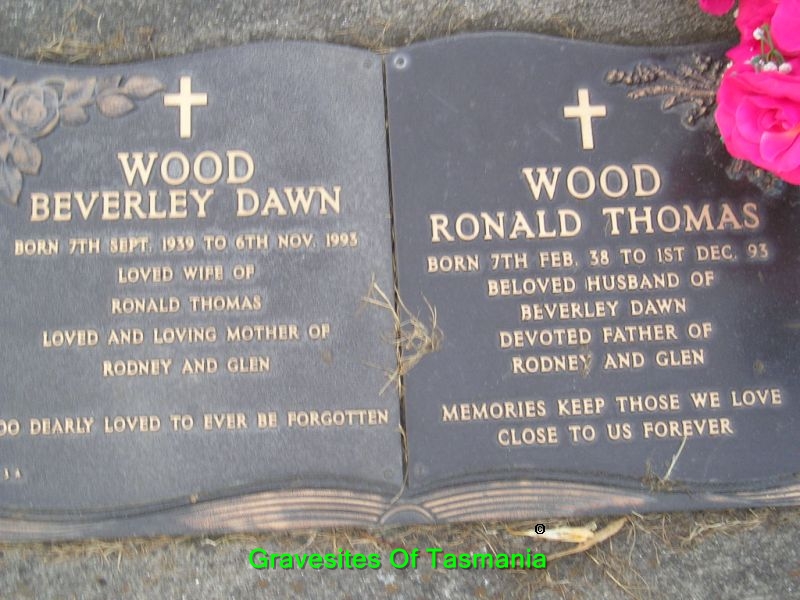 WOOD
BEVERLEY DAWN
BORN 7TH SEPT. 1939 TO 6TH NOV. 1993
LOVED WIFE OF
RONALD THOMAS
LOVED AND LOVING MOTHER OF
RODNEY AND GLEN
OO DEARLY LOVED TO EVER BE FORGOTTEN
3 A
WOOD
RONALD THOMAS
BORN 7TH FEB. 38 TO 1ST DEC. 93
BELOVED HUSBAND OF
BEVERLEY DAWN
DEVOTED FATHER OF
RODNEY AND GLEN
MEMORIES KEEP THOSE WE LOVE
CLOSE TO US FOREVER
©
Gravesites Of Tasmania